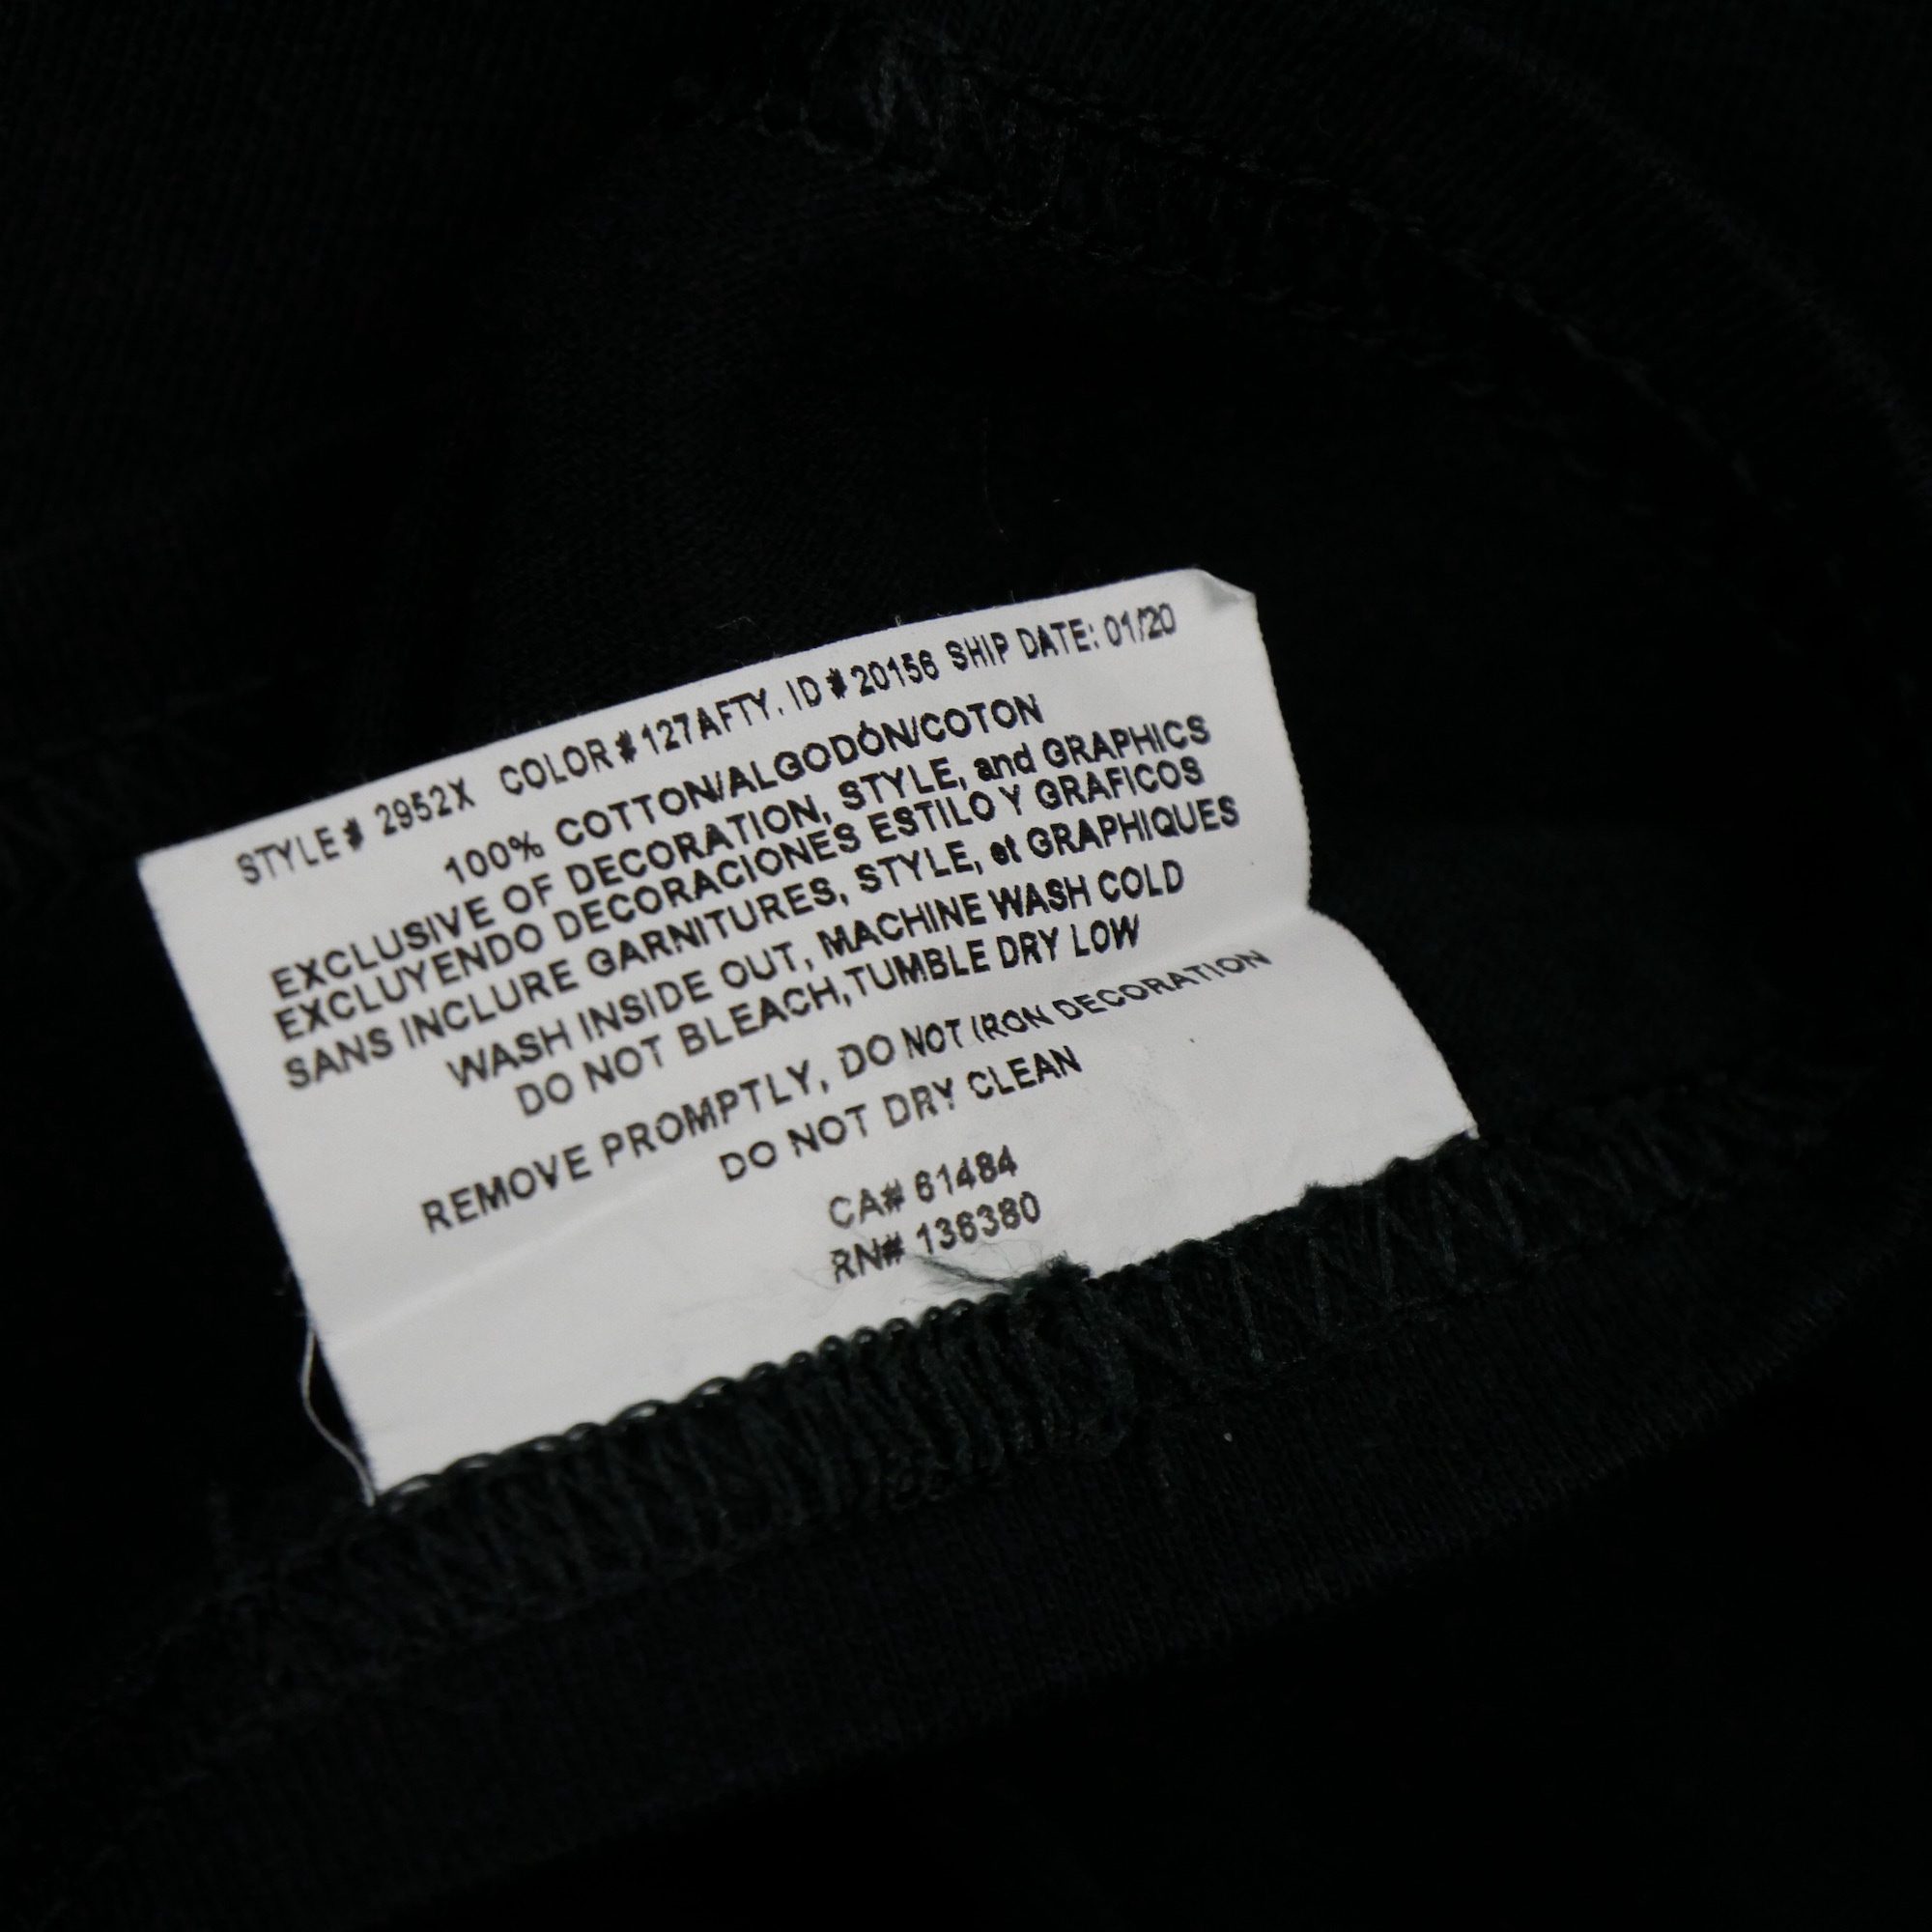 STYLE# 2952X COLOR#127AFTY. ID#20156 SHIP DATE: 01/20
100% COTTON/ALGODÓN/COTON
EXCLUSIVE OF DECORATION, STYLE, and GRAPHICS
EXCLUYENDO DECORACIONES ESTILO Y GRAFICOS
SANS INCLURE GARNITURES, STYLE, et GRAPHIQUES
WASH INSIDE OUT, MACHINE WASH COLD
DO NOT BLEACH,TUMBLE DRY LOW
REMOVE PROMPTLY, DO NOT IRON DECORATION
DO NOT DRY CLEAN
CA# 61484
RN# 136380